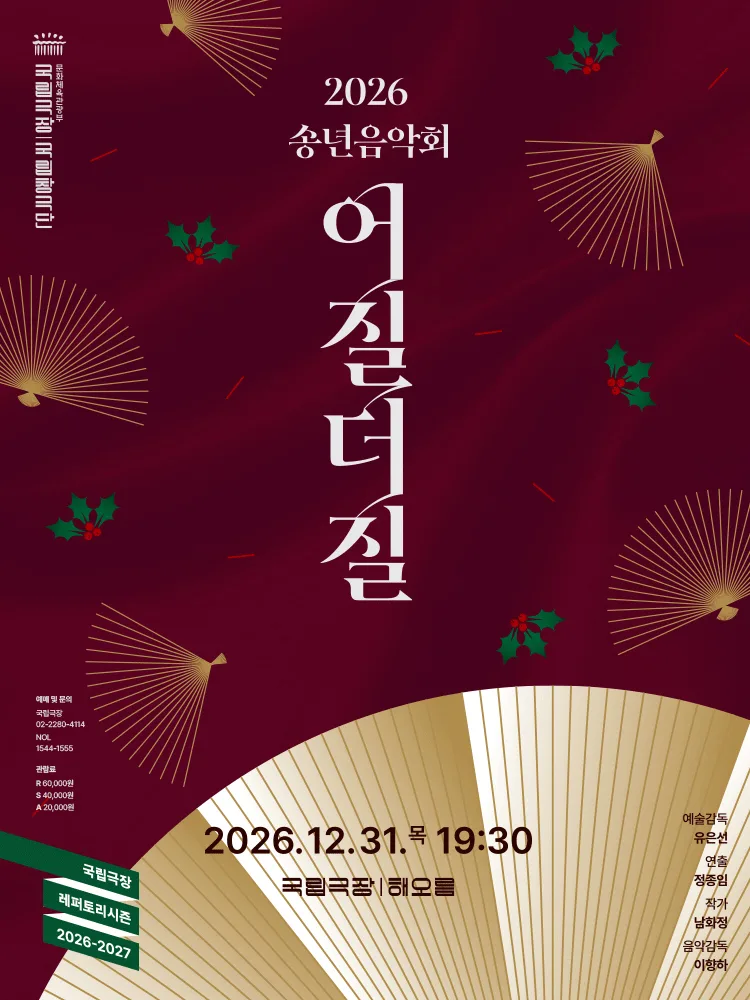 문화체육관광부
국립극장 | 국립창극단
2026
송년음악회
어질더질
예매 및 문의
국립극장
02-2280-4114
NOL
1544-1555
관람료
R 60,000원
S 40,000원
A 20,000원
국립극장
레퍼토리시즌
2026-2027
2026.12.31.목 19:30
국립극장 | 해오름
예술감독
유은선
연출
정종임
작가
남화정
음악감독
이향하